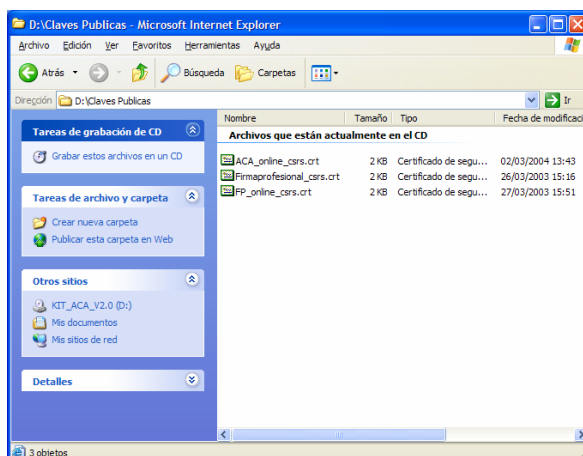 D:\Claves Publicas - Microsoft Internet Explorer
Archivo Edición Ver Favoritos Herramientas Ayuda
Atrás Búsqueda Carpetas
Dirección D:\Claves Publicas Ir
Nombre Tamaño Tipo Fecha de modificaci
Archivos que están actualmente en el CD
ACA_online_csrs.crt 2 KB Certificado de segu... 02/03/2004 13:43
Firmaprofesional_csrs.crt 2 KB Certificado de segu... 26/03/2003 15:16
FP_online_csrs.crt 2 KB Certificado de segu... 27/03/2003 15:51
Tareas de grabación de CD
Grabar estos archivos en un CD
Tareas de archivo y carpeta
Crear nueva carpeta
Publicar esta carpeta en Web
Otros sitios
KIT_ACA_V2.0 (D:)
Mis documentos
Mis sitios de red
Detalles
3 objetos